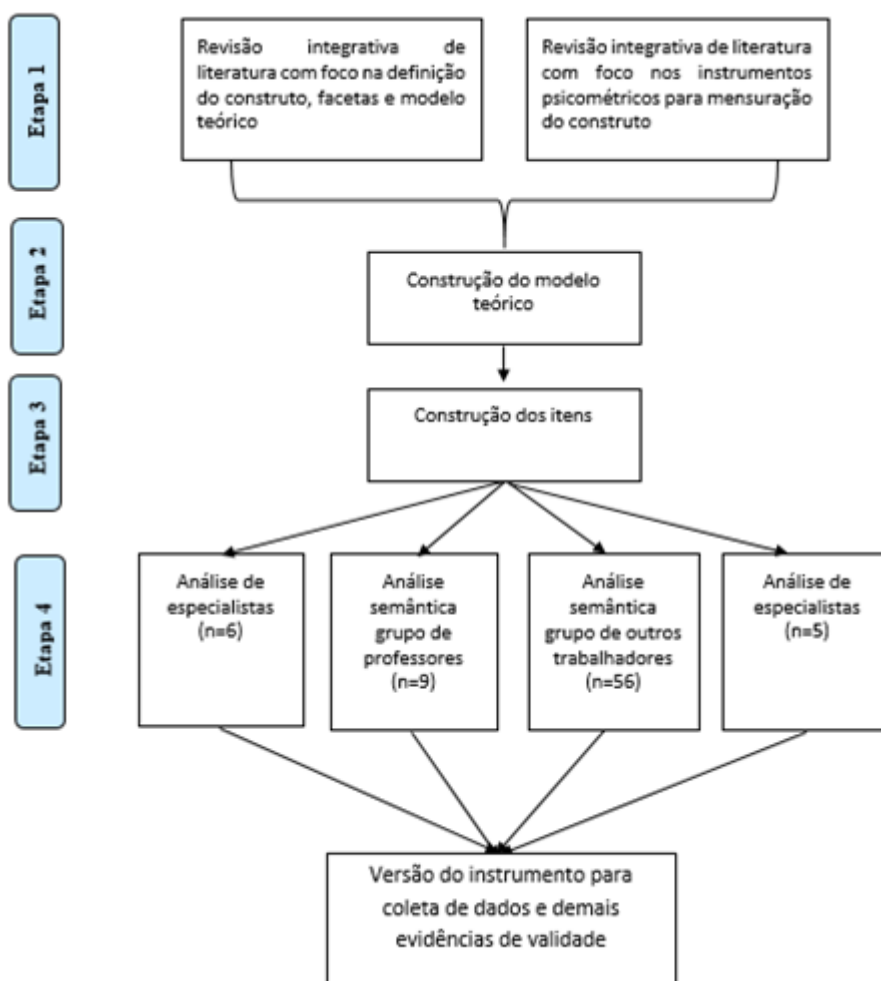 Etapa 1
Revisão integrativa de
literatura com foco na definição
do construto, facetas e modelo
teórico
Revisão integrativa de literatura
com foco nos instrumentos
psicométricos para mensuração
do construto
Etapa 2
Construção do modelo
teórico
Etapa 3
Construção dos itens
Etapa 4
Análise de
especialistas
(n=6)
Análise
semântica
grupo de
professores
(n=9)
Análise
semântica
grupo de outros
trabalhadores
(n=56)
Análise de
especialistas
(n=5)
Versão do instrumento para
coleta de dados e demais
evidências de validade